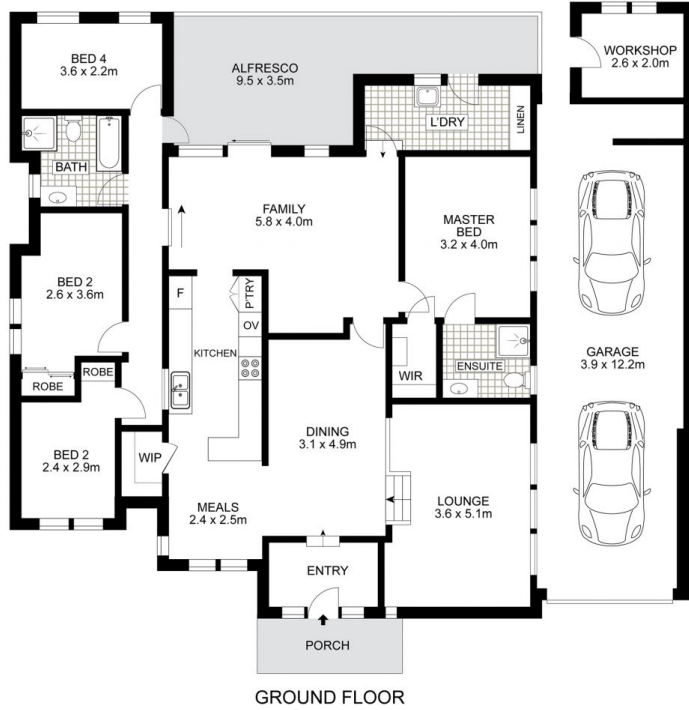 BED 4
3.6 x 2.2m
ALFRESCO
9.5 x 3.5m
WORKSHOP
2.6 x 2.0m
L'DRY
LINEN
BATH
FAMILY
5.8 x 4.0m
MASTER
BED
3.2 x 4.0m
BED 2
2.6 x 3.6m
F
P'TRY
OV
KITCHEN
ROBE
ROBE
WIR
ENSUITE
GARAGE
3.9 x 12.2m
BED 2
2.4 x 2.9m
WIP
DINING
3.1 x 4.9m
MEALS
2.4 x 2.5m
LOUNGE
3.6 x 5.1m
ENTRY
PORCH
GROUND FLOOR